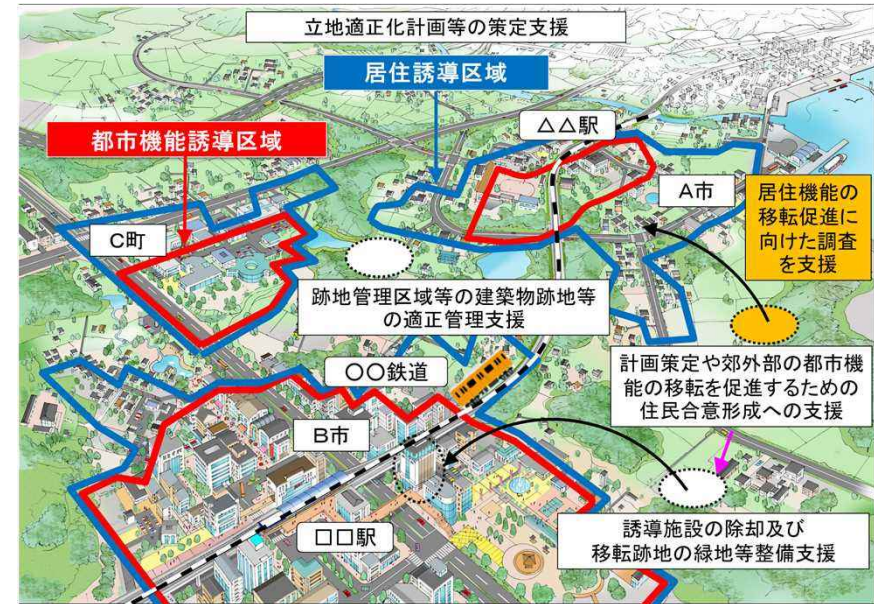 立地適正化計画等の策定支援
居住誘導区域
都市機能誘導区域
△△駅
A市
居住機能の
移転促進に
向けた調査
を支援
C町
跡地管理区域等の建築物跡地等
の適正管理支援
〇〇鉄道
計画策定や郊外部の都市機
能の移転を促進するための
住民合意形成への支援
B市
□□駅
誘導施設の除却及び
移転跡地の緑地等整備支援